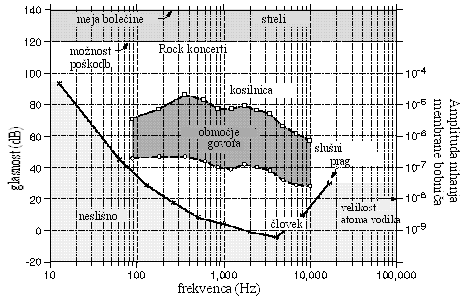 140
120
100
80
60
40
20
0
-20
glasnost (dB)
meja bolečine
streli
možnost
poškodb
Rock koncerti
kosilnica
območje
govora
slušni
prag
neslišno
človek
velikost
atoma vodika
10⁻⁴
10⁻⁵
10⁻⁶
10⁻⁷
10⁻⁸
10⁻⁹
Amplituda nihanja
membrane bobniča
10
100
1,000
10,000
100,000
frekvenca (Hz)